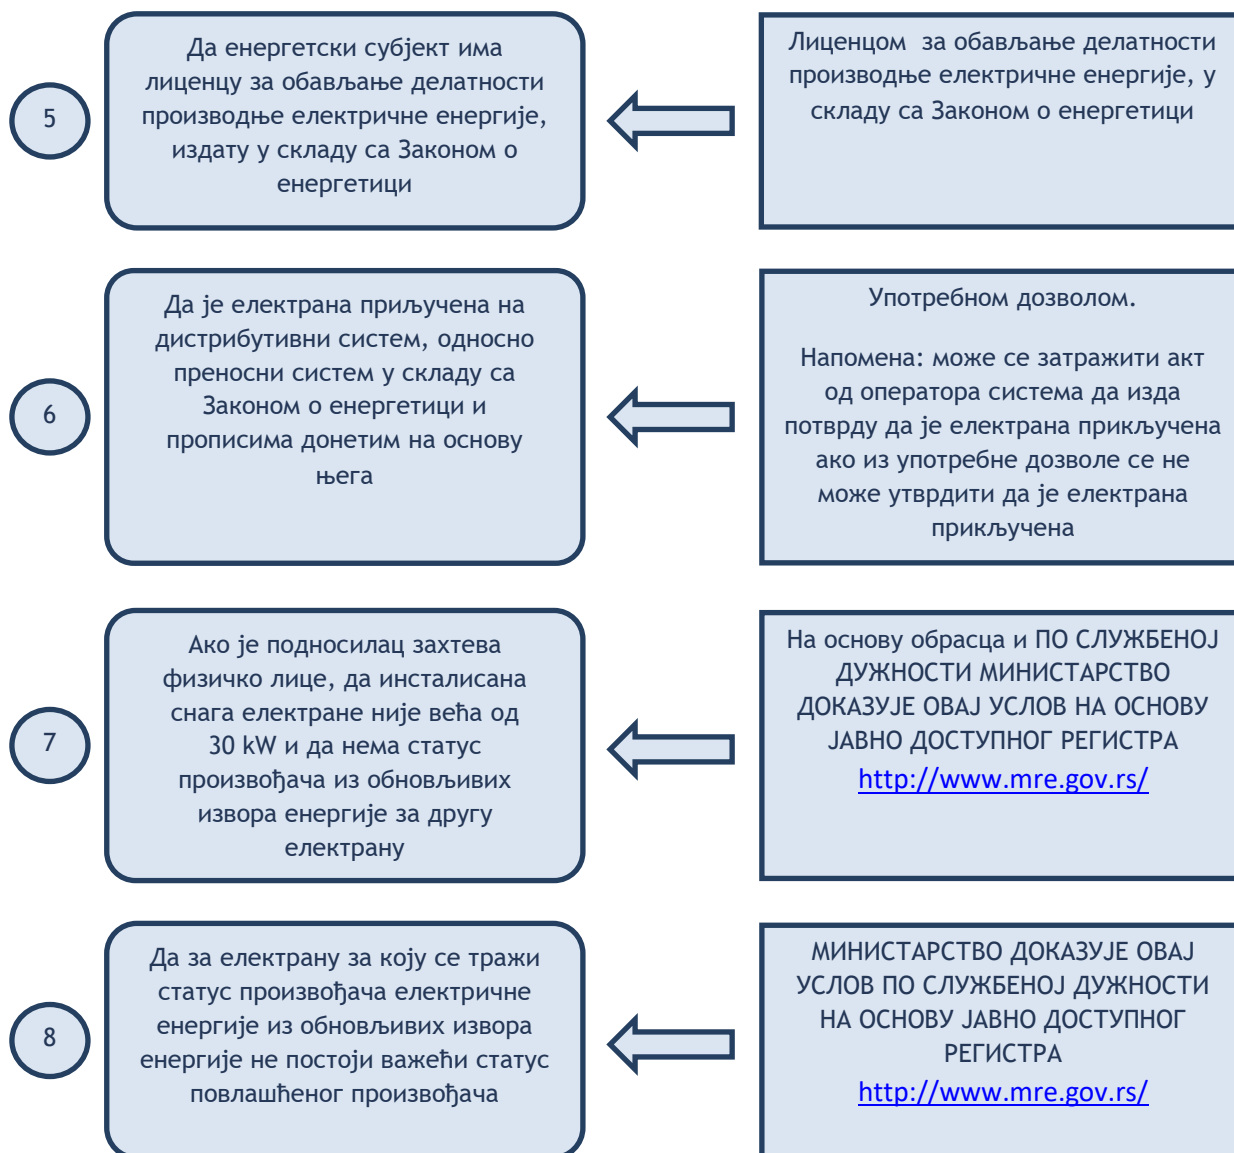 5
Да енергетски субјект има
лиценцу за обављање делатности
производње електричне енергије,
издату у складу са Законом о
енергетици
Лиценцом за обављање делатности
производње електричне енергије, у
складу са Законом о енергетици
6
Да је електрана приључена на
дистрибутивни систем, односно
преносни систем у складу са
Законом о енергетици и
прописима донетим на основу
њега
Употребном дозволом.
Напомена: може се затражити акт
од оператора система да изда
потврду да је електрана прикључена
ако из употребне дозволе се не
може утврдити да је електрана
прикључена
7
Ако је подносилац захтева
физичко лице, да инсталисана
снага електране није већа од
30 kW и да нема статус
произвођача из обновљивих
извора енергије за другу
електрану
На основу обрасца и ПО СЛУЖБЕНОЈ
ДУЖНОСТИ МИНИСТАРСТВО
ДОКАЗУЈЕ ОВАЈ УСЛОВ НА ОСНОВУ
ЈАВНО ДОСТУПНОГ РЕГИСТРА
http://www.mre.gov.rs/
8
Да за електрану за коју се тражи
статус произвођача електричне
енергије из обновљивих извора
енергије не постоји важећи статус
повлашћеног произвођача
МИНИСТАРСТВО ДОКАЗУЈЕ ОВАЈ
УСЛОВ ПО СЛУЖБЕНОЈ ДУЖНОСТИ
НА ОСНОВУ ЈАВНО ДОСТУПНОГ
РЕГИСТРА
http://www.mre.gov.rs/